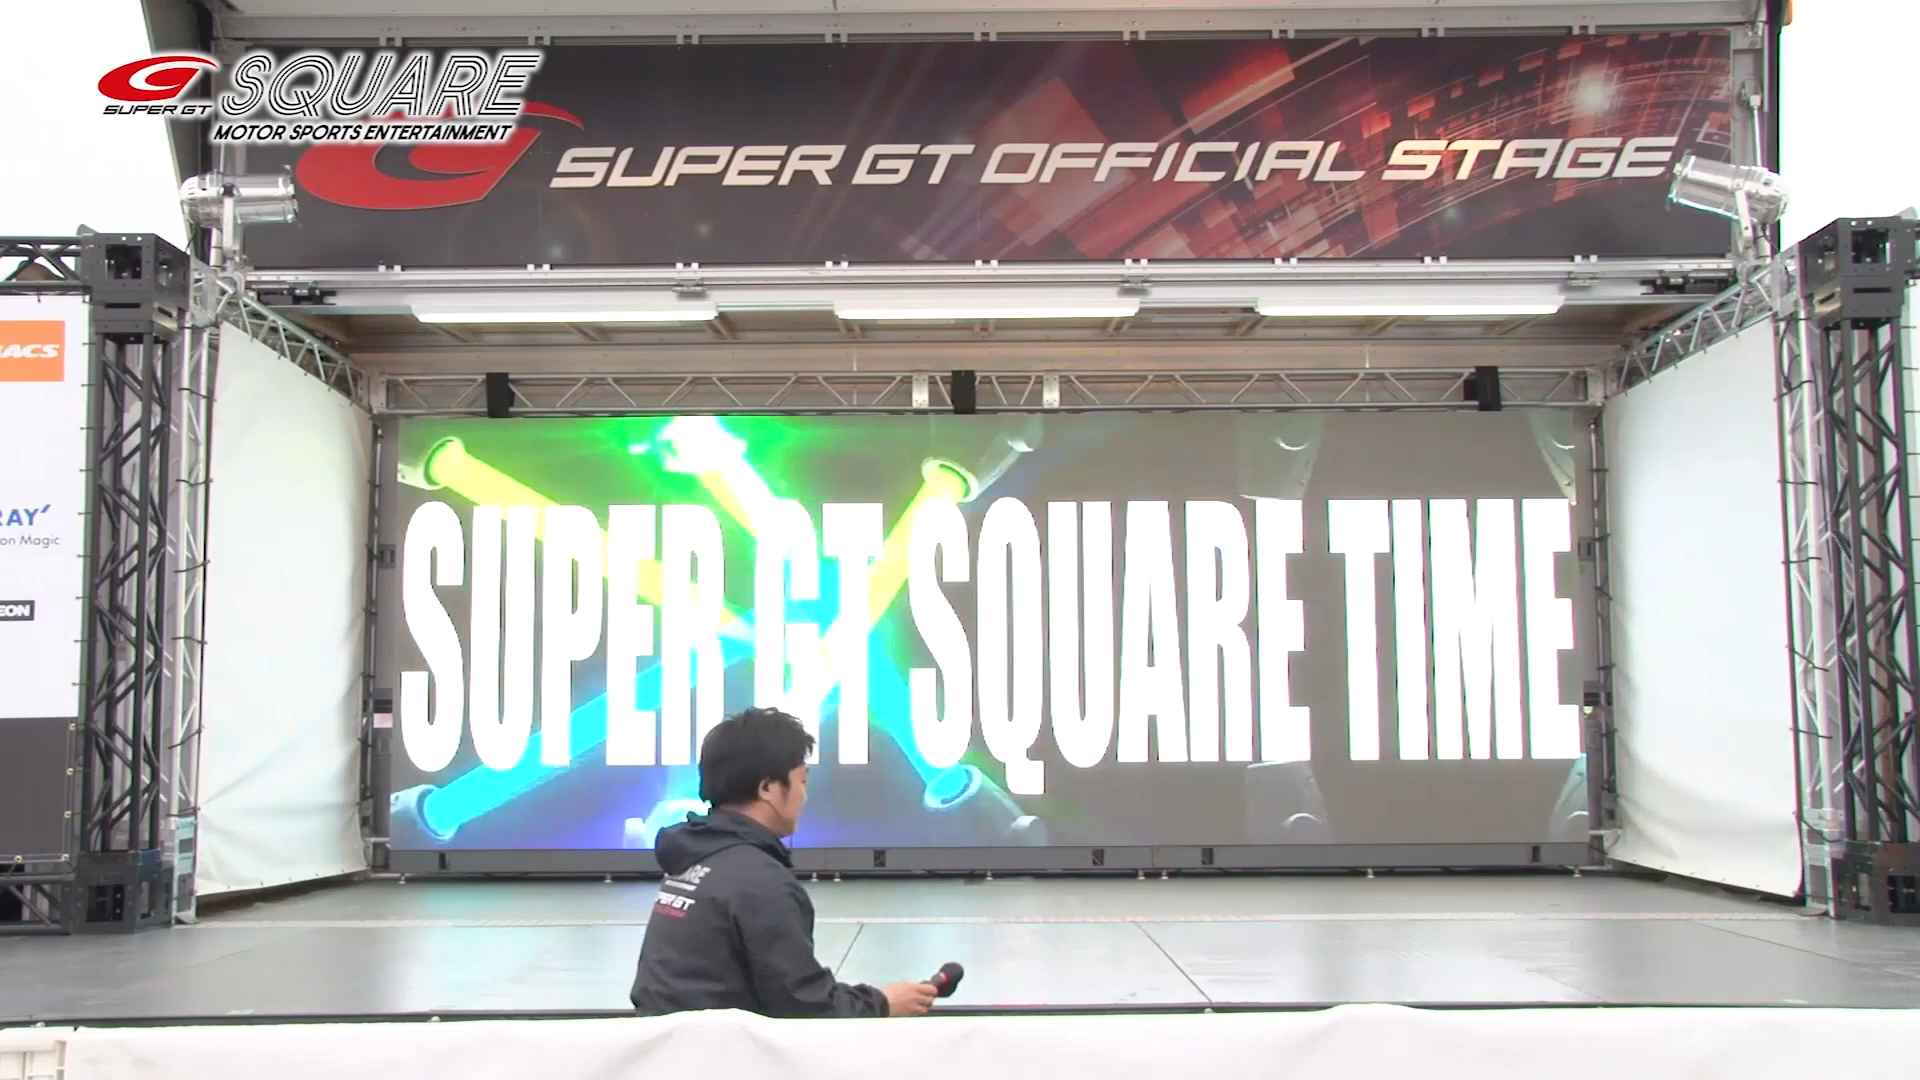 SUPER GT
SQUARE
MOTOR SPORTS ENTERTAINMENT
SUPER GT OFFICIAL STAGE
SUPER GT SQUARE TIME